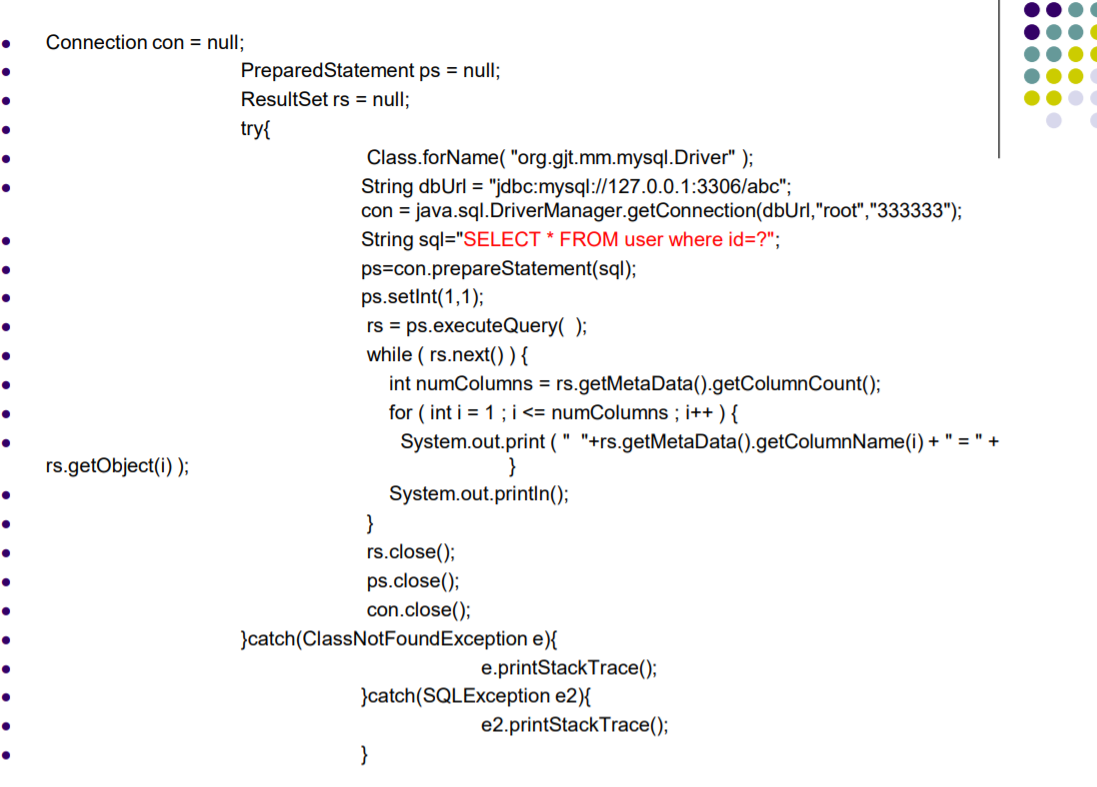 Connection con = null;
PreparedStatement ps = null;
ResultSet rs = null;
try{
Class.forName( "org.gjt.mm.mysql.Driver" );
String dbUrl = "jdbc:mysql://127.0.0.1:3306/abc";
con = java.sql.DriverManager.getConnection(dbUrl,"root","333333");
String sql="SELECT * FROM user where id=?";
ps=con.prepareStatement(sql);
ps.setInt(1,1);
rs = ps.executeQuery(  );
while ( rs.next() ) {
int numColumns = rs.getMetaData().getColumnCount();
for ( int i = 1 ; i <= numColumns ; i++ ) {
System.out.print ( "  "+rs.getMetaData().getColumnName(i) + " = " +
rs.getObject(i) ); }
System.out.println();
}
rs.close();
ps.close();
con.close();
}catch(ClassNotFoundException e){
e.printStackTrace();
}catch(SQLException e2){
e2.printStackTrace();
}